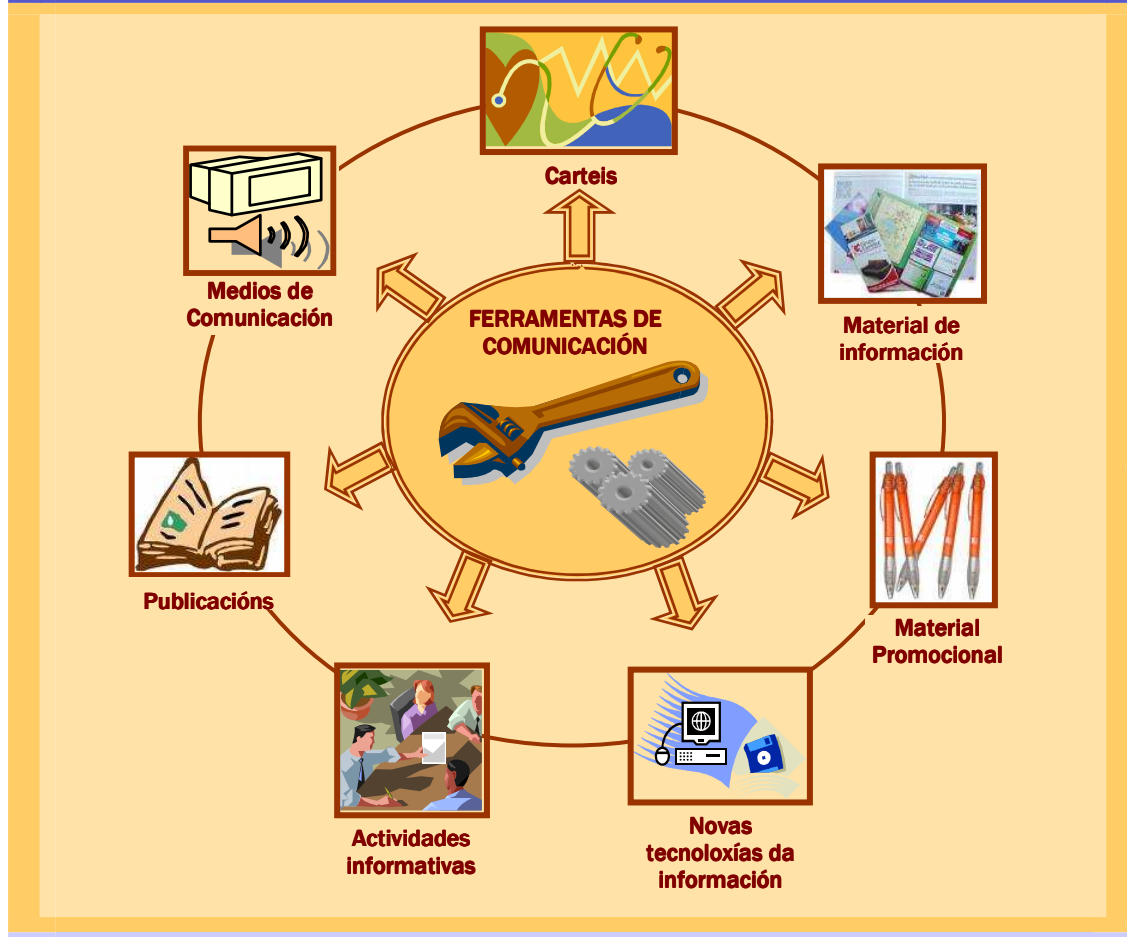 Carteis
Medios de
Comunicación
FERRAMENTAS DE
COMUNICACIÓN
Material de
información
Publicacións
Material
Promocional
Actividades
informativas
Novas
tecnoloxías da
información